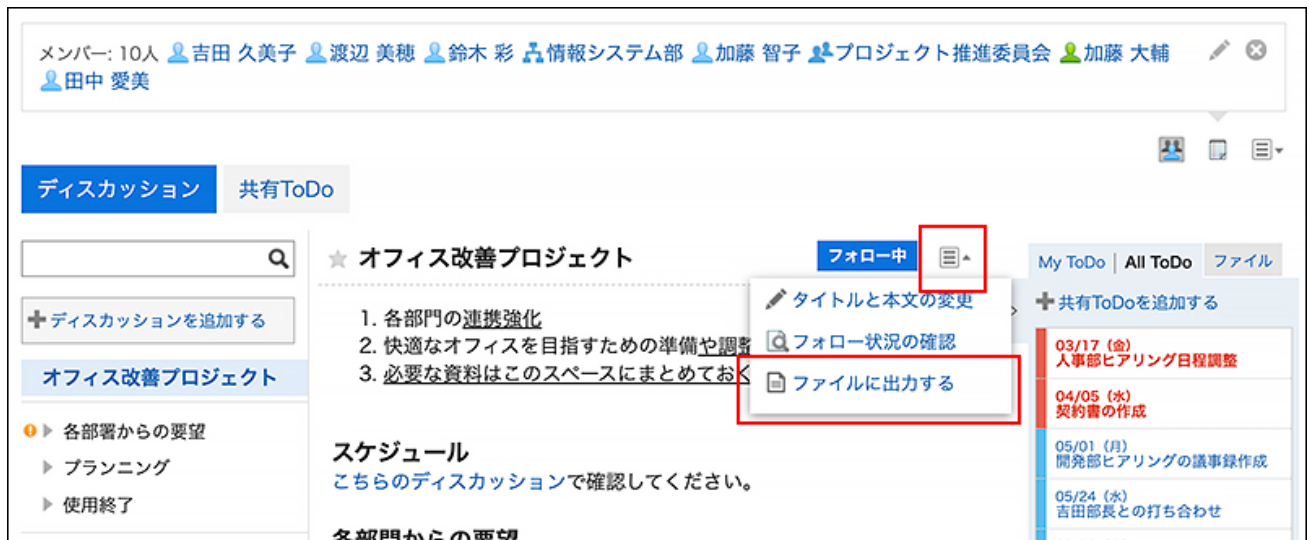 メンバー: 10人 吉田 久美子 渡辺 美穂 鈴木 彩 情報システム部 加藤 智子 プロジェクト推進委員会 加藤 大輔
田中 愛美
ディスカッション 共有ToDo
オフィス改善プロジェクト フォロー中
My ToDo | All ToDo ファイル
ディスカッションを追加する
オフィス改善プロジェクト
各部署からの要望
プランニング
使用終了
1. 各部門の連携強化
2. 快適なオフィスを目指すための準備や調整
3. 必要な資料はこのスペースにまとめておく
スケジュール
こちらのディスカッションで確認してください。
各部門からの要望
タイトルと本文の変更
フォロー状況の確認
ファイルに出力する
共有ToDoを追加する
03/17（金）
人事部ヒアリング日程調整
04/05（水）
契約書の作成
05/01（月）
開発部ヒアリングの議事録作成
05/24（水）
吉田部長との打ち合わせ